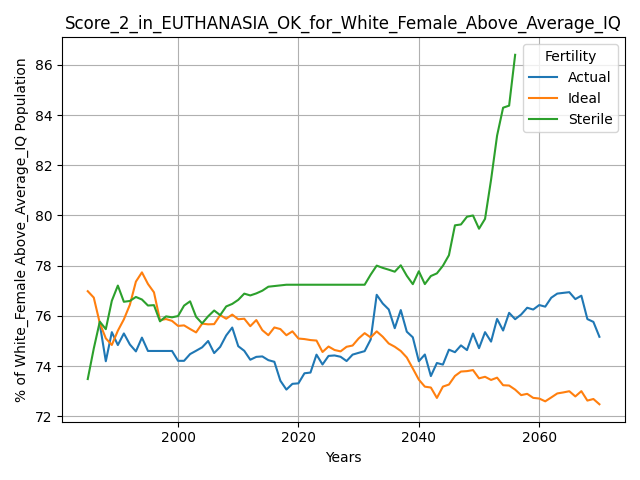 Score_2_in_EUTHANASIA_OK_for_White_Female_Above_Average_IQ
% of White_Female Above_Average_IQ Population
86
84
82
80
78
76
74
72
2000
2020
2040
2060
Years
Fertility
Actual
Ideal
Sterile